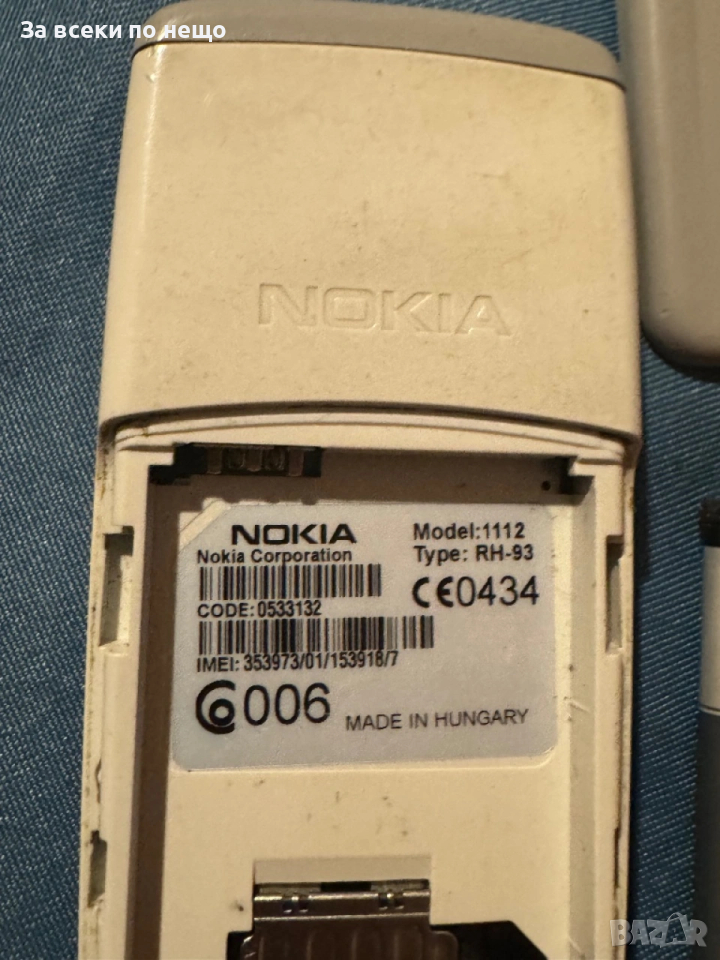 За всеки по нещо
NOKIA
NOKIA
Nokia Corporation
Model:1112
Type: RH-93
CE0434
CODE: 0533132
IMEI: 353973/01/153918/7
006
MADE IN HUNGARY
BAZAR